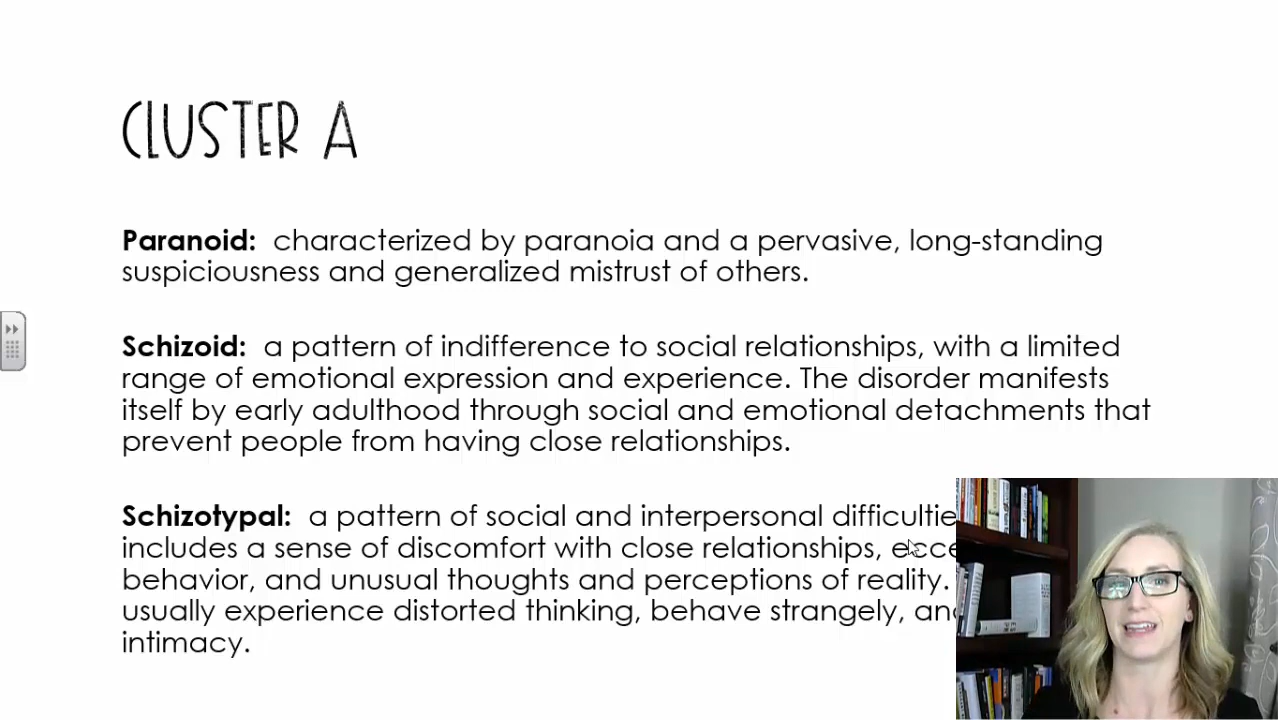 CLUSTER A
Paranoid: characterized by paranoia and a pervasive, long-standing
suspiciousness and generalized mistrust of others.
Schizoid: a pattern of indifference to social relationships, with a limited
range of emotional expression and experience. The disorder manifests
itself by early adulthood through social and emotional detachments that
prevent people from having close relationships.
Schizotypal: a pattern of social and interpersonal
includes a sense of discomfort with close relationships,
behavior, and unusual thoughts and perceptions of reality.
usually experience distorted thinking, behave strangely,
intimacy.